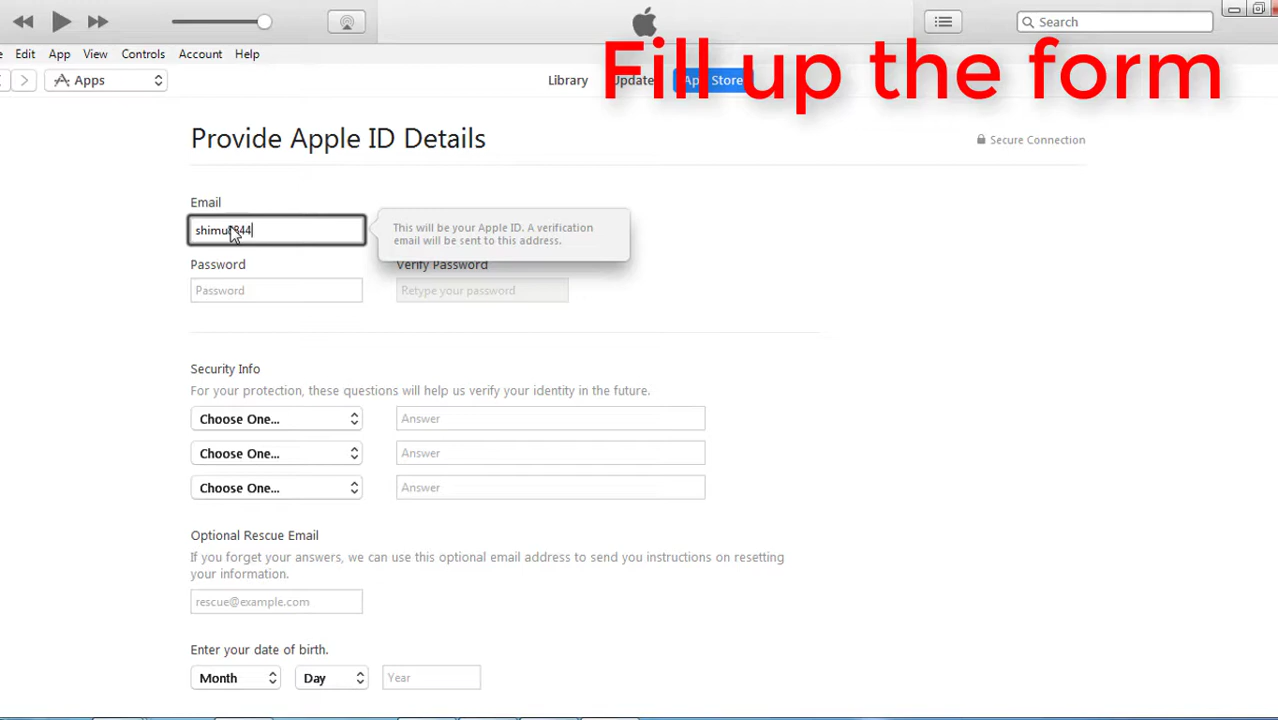 Search
Edit App View Controls Account Help
Apps
Library
App Store
Fill up the form
Provide Apple ID Details
Secure Connection
Email
This will be your Apple ID. A verification
email will be sent to this address.
Password
Verify Password
Password
Retype your password
Security Info
For your protection, these questions will help us verify your identity in the future.
Choose One... Answer
Choose One... Answer
Choose One... Answer
Optional Rescue Email
If you forget your answers, we can use this optional email address to send you instructions on resetting
your information.
rescue@example.com
Enter your date of birth.
Month Day Year